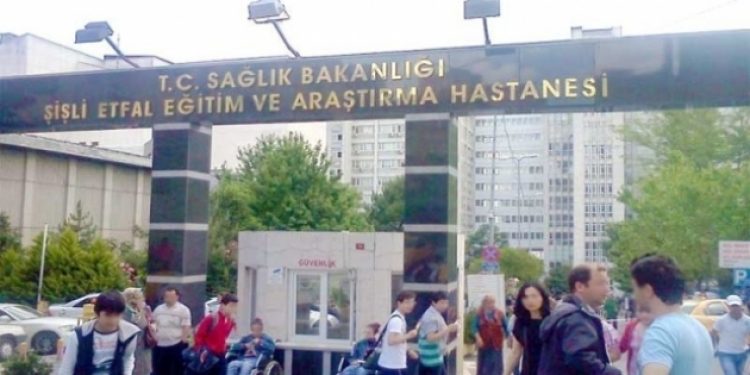 T.C. SAĞLIK BAKANLIĞI
ŞİŞLİ ETFAL EĞİTİM VE ARAŞTIRMA HASTANESİ
GÜVENLİK
P